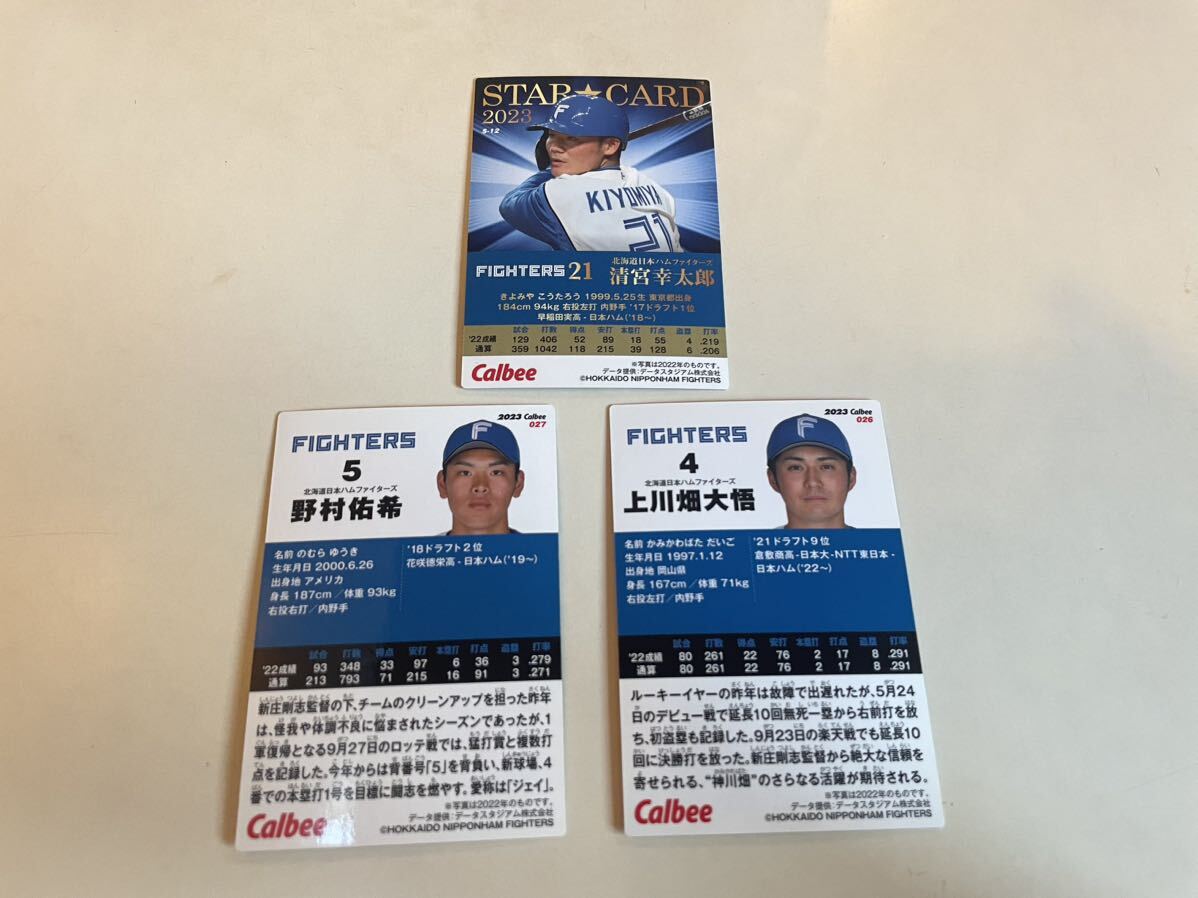 STAR★CARD
2023
S-12
KIYOMIYA
21
FIGHTERS 21
北海道日本ハムファイターズ
清宮幸太郎
きよみや こうたろう 1999.5.25生 東京都出身
184cm 94kg 右投左打 内野手 '17ドラフト1位
早稲田実高-日本ハム('18〜)
試合 打数 得点 安打 本塁打 打点 盗塁 打率
'22成績 129 406 52 89 18 55 4 .219
通算 359 1042 118 215 39 128 6 .206
※写真は2022年のものです。
データ提供:データスタジアム株式会社
Calbee
©HOKKAIDO NIPPONHAM FIGHTERS
2023 Calbee
027
FIGHTERS
5
北海道日本ハムファイターズ
野村佑希
名前 のむら ゆうき
生年月日 2000.6.26
出身地 アメリカ
身長 187cm/体重 93kg
右投右打/内野手
'18ドラフト2位
花咲徳栄高-日本ハム('19〜)
試合 打数 得点 安打 本塁打 打点 盗塁 打率
'22成績 93 348 33 97 6 36 3 .279
通算 213 793 71 215 16 91 3 .271
新庄剛志監督の下、チームのクリーンアップを担った昨年
は、怪我や体調不良に悩まされたシーズンであったが、1
軍復帰となる9月27日のロッテ戦では、猛打賞と複数打
点を記録した。今年からは背番号「5」を背負い、新球場、4
番での本塁打1号を目標に闘志を燃やす。愛称は「ジェイ」。
※写真は2022年のものです。
データ提供:データスタジアム株式会社
Calbee
©HOKKAIDO NIPPONHAM FIGHTERS
2023 Calbee
026
FIGHTERS
4
北海道日本ハムファイターズ
上川畑大悟
名前 かみかわばた だいご
生年月日 1997.1.12
出身地 岡山県
身長 167cm/体重 71kg
右投左打/内野手
'21ドラフト9位
倉敷商高-日本大-NTT東日本-
日本ハム('22〜)
試合 打数 得点 安打 本塁打 打点 盗塁 打率
'22成績 80 261 22 76 2 17 8 .291
通算 80 261 22 76 2 17 8 .291
ルーキーイヤーの昨年は故障で出遅れたが、5月24
日のデビュー戦で延長10回無死一塁から右前打を放
ち、初盗塁も記録した。9月23日の楽天戦でも延長10
回に決勝打を放った。新庄剛志監督から絶大な信頼を
寄せられる、"神川畑"のさらなる活躍が期待される。
※写真は2022年のものです。
データ提供:データスタジアム株式会社
Calbee
©HOKKAIDO NIPPONHAM FIGHTERS